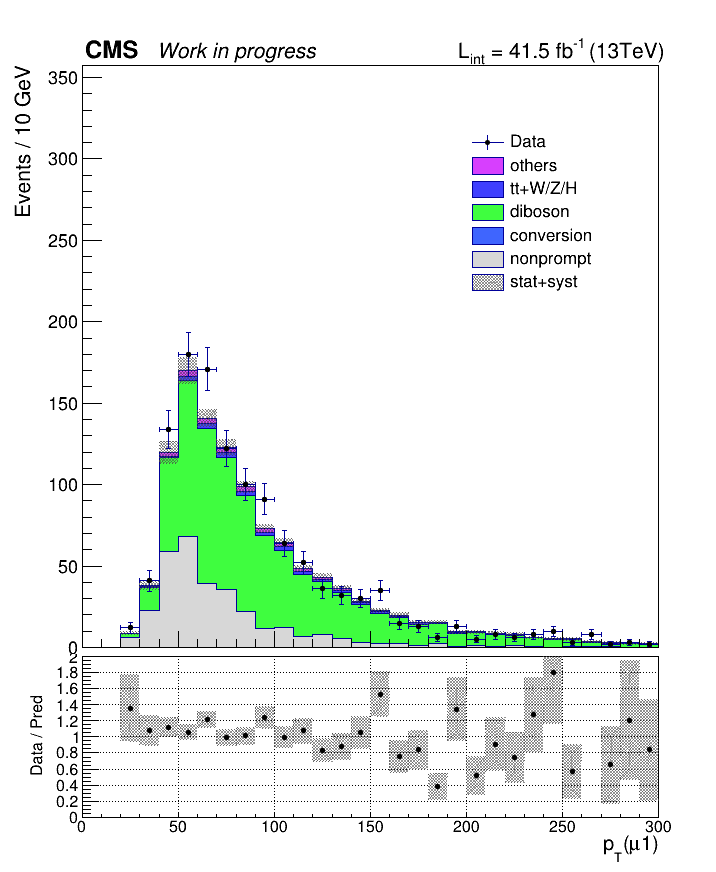 CMS Work in progress L_int = 41.5 fb^-1 (13TeV)
Events / 10 GeV
350
300
250
200
150
100
50
0
Data
others
tt+W/Z/H
diboson
conversion
nonprompt
stat+syst
Data / Pred
2
1.8
1.6
1.4
1.2
1
0.8
0.6
0.4
0.2
0
0 50 100 150 200 250 300
p_T(μ1)